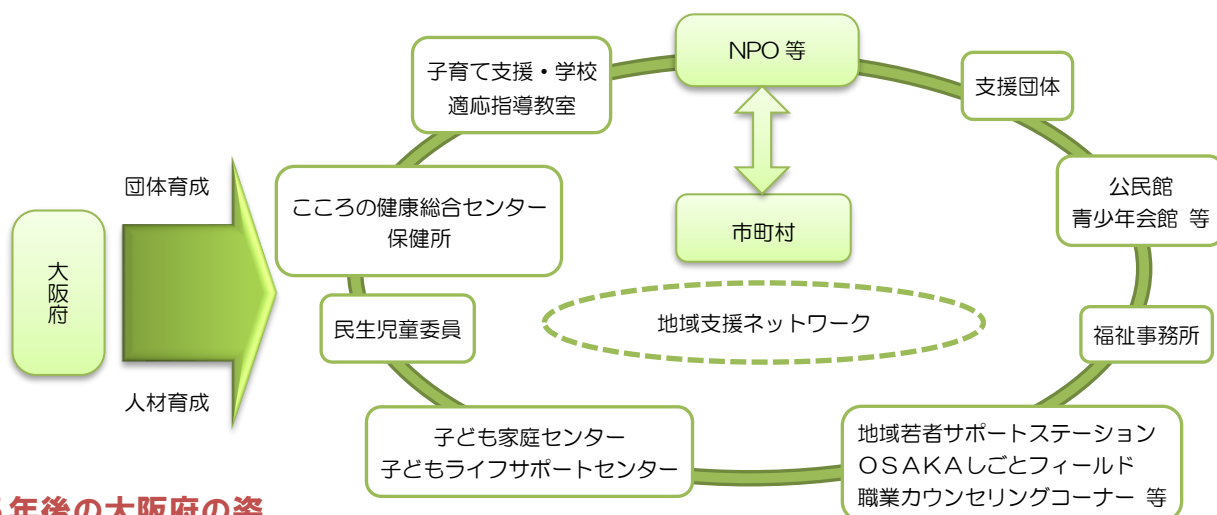 NPO 等
子育て支援・学校
適応指導教室
支援団体
団体育成
こころの健康総合センター
保健所
公民館
青少年会館 等
市町村
大阪府
民生児童委員
地域支援ネットワーク
福祉事務所
人材育成
子ども家庭センター
子どもライフサポートセンター
地域若者サポートステーション
OSAKAしごとフィールド
職業カウンセリングコーナー 等
年後の大阪府の姿